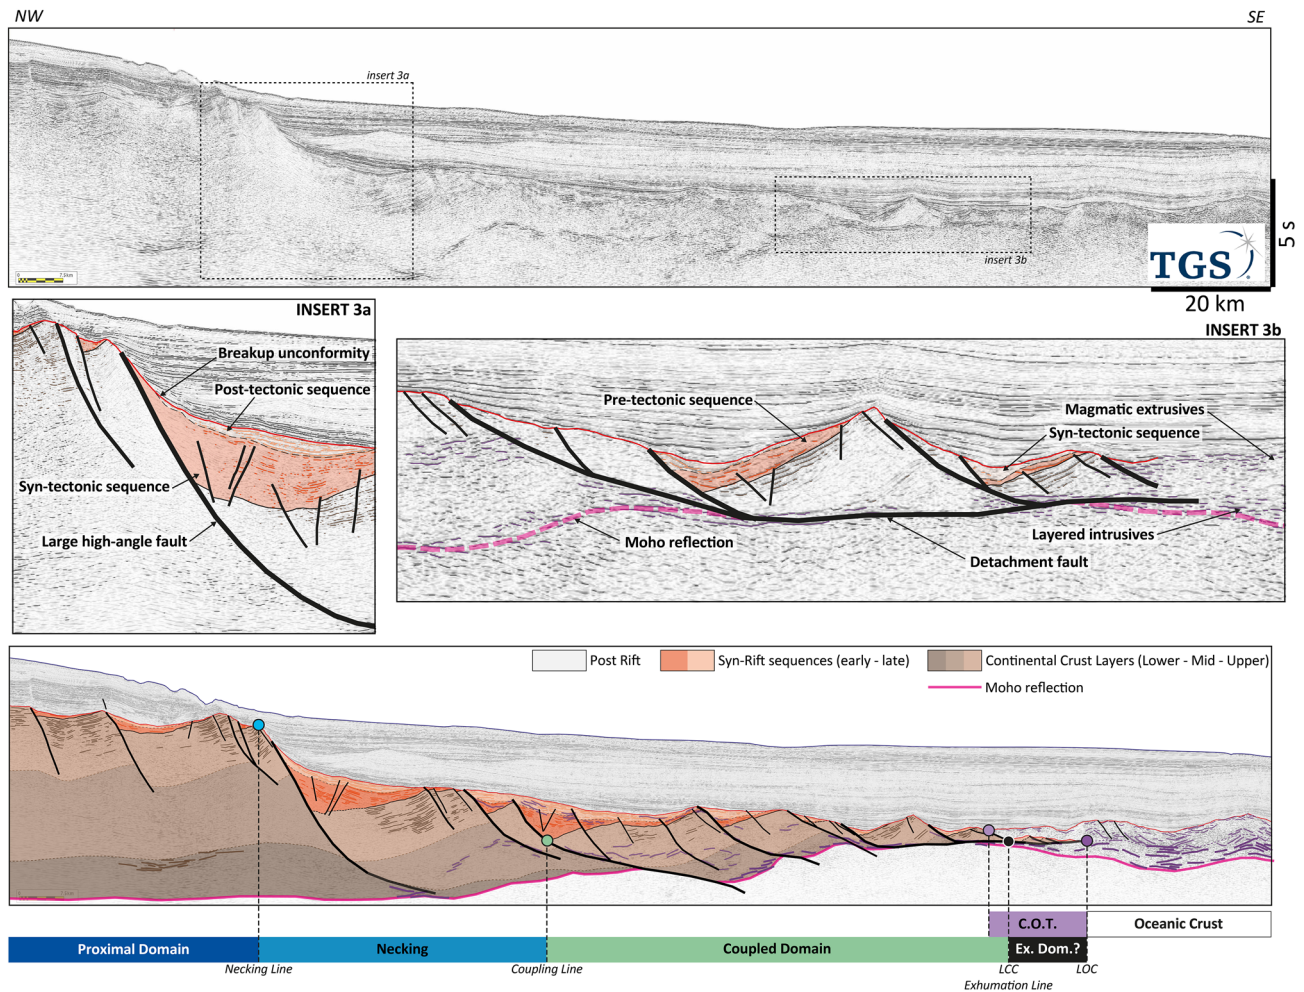 NW
SE
insert 3a
insert 3b
5 s
TGS
20 km
INSERT 3a
Breakup unconformity
Post-tectonic sequence
Syn-tectonic sequence
Large high-angle fault
INSERT 3b
Pre-tectonic sequence
Magmatic extrusives
Syn-tectonic sequence
Moho reflection
Layered intrusives
Detachment fault
Post Rift
Syn-Rift sequences (early - late)
Continental Crust Layers (Lower - Mid - Upper)
Moho reflection
C.O.T.
Oceanic Crust
Proximal Domain
Necking
Coupled Domain
Ex. Dom.?
Necking Line
Coupling Line
LCC
LOC
Exhumation Line